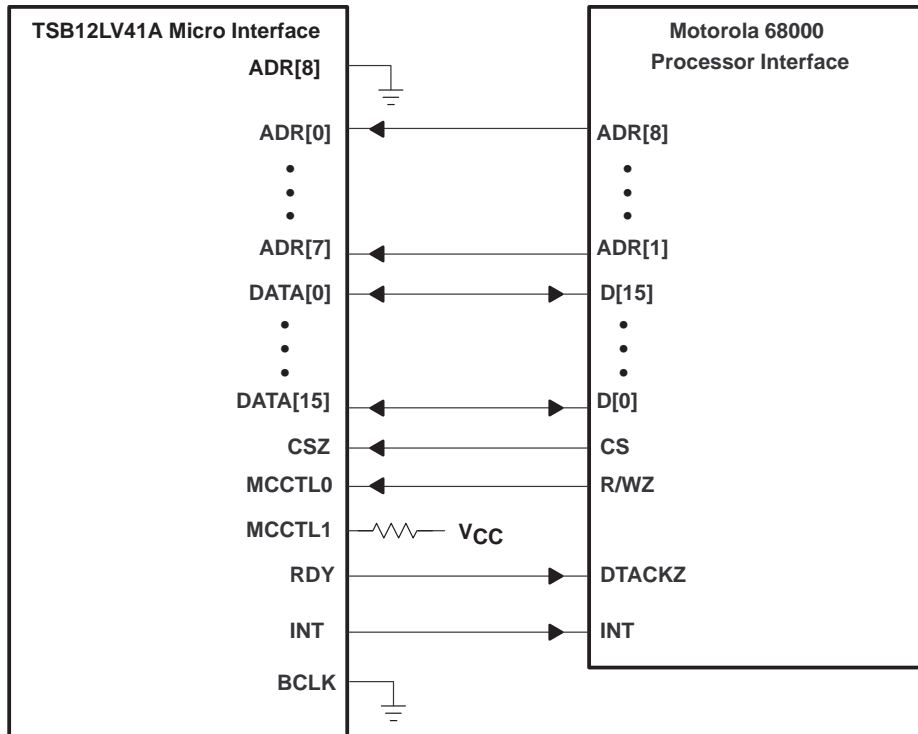 TSB12LV41A Micro Interface
Motorola 68000
Processor Interface
ADR[8]
ADR[0]
ADR[8]
ADR[7]
ADR[1]
DATA[0]
D[15]
DATA[15]
D[0]
CSZ
CS
MCCTL0
R/WZ
MCCTL1
VCC
RDY
DTACKZ
INT
INT
BCLK